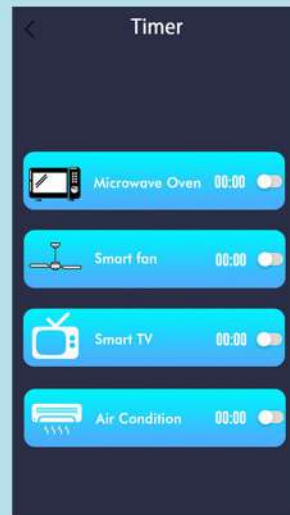 Timer
Microwave Oven 00:00
Smart fan 00:00
Smart TV 00:00
Air Condition 00:00